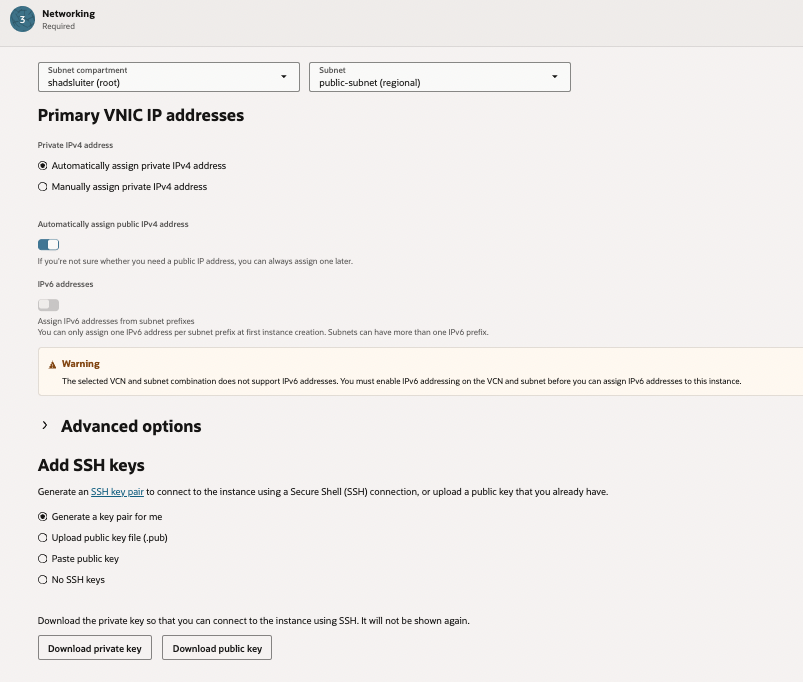 3
Networking
Required
Subnet compartment
shadsluiter (root)
Subnet
public-subnet (regional)
Primary VNIC IP addresses
Private IPv4 address
Automatically assign private IPv4 address
Manually assign private IPv4 address
Automatically assign public IPv4 address
If you're not sure whether you need a public IP address, you can always assign one later.
IPv6 addresses
Assign IPv6 addresses from subnet prefixes
You can only assign one IPv6 address per subnet prefix at first instance creation. Subnets can have more than one IPv6 prefix.
Warning
The selected VCN and subnet combination does not support IPv6 addresses. You must enable IPv6 addressing on the VCN and subnet before you can assign IPv6 addresses to this instance.
Advanced options
Add SSH keys
Generate an SSH key pair to connect to the instance using a Secure Shell (SSH) connection, or upload a public key that you already have.
Generate a key pair for me
Upload public key file (.pub)
Paste public key
No SSH keys
Download the private key so that you can connect to the instance using SSH. It will not be shown again.
Download private key
Download public key